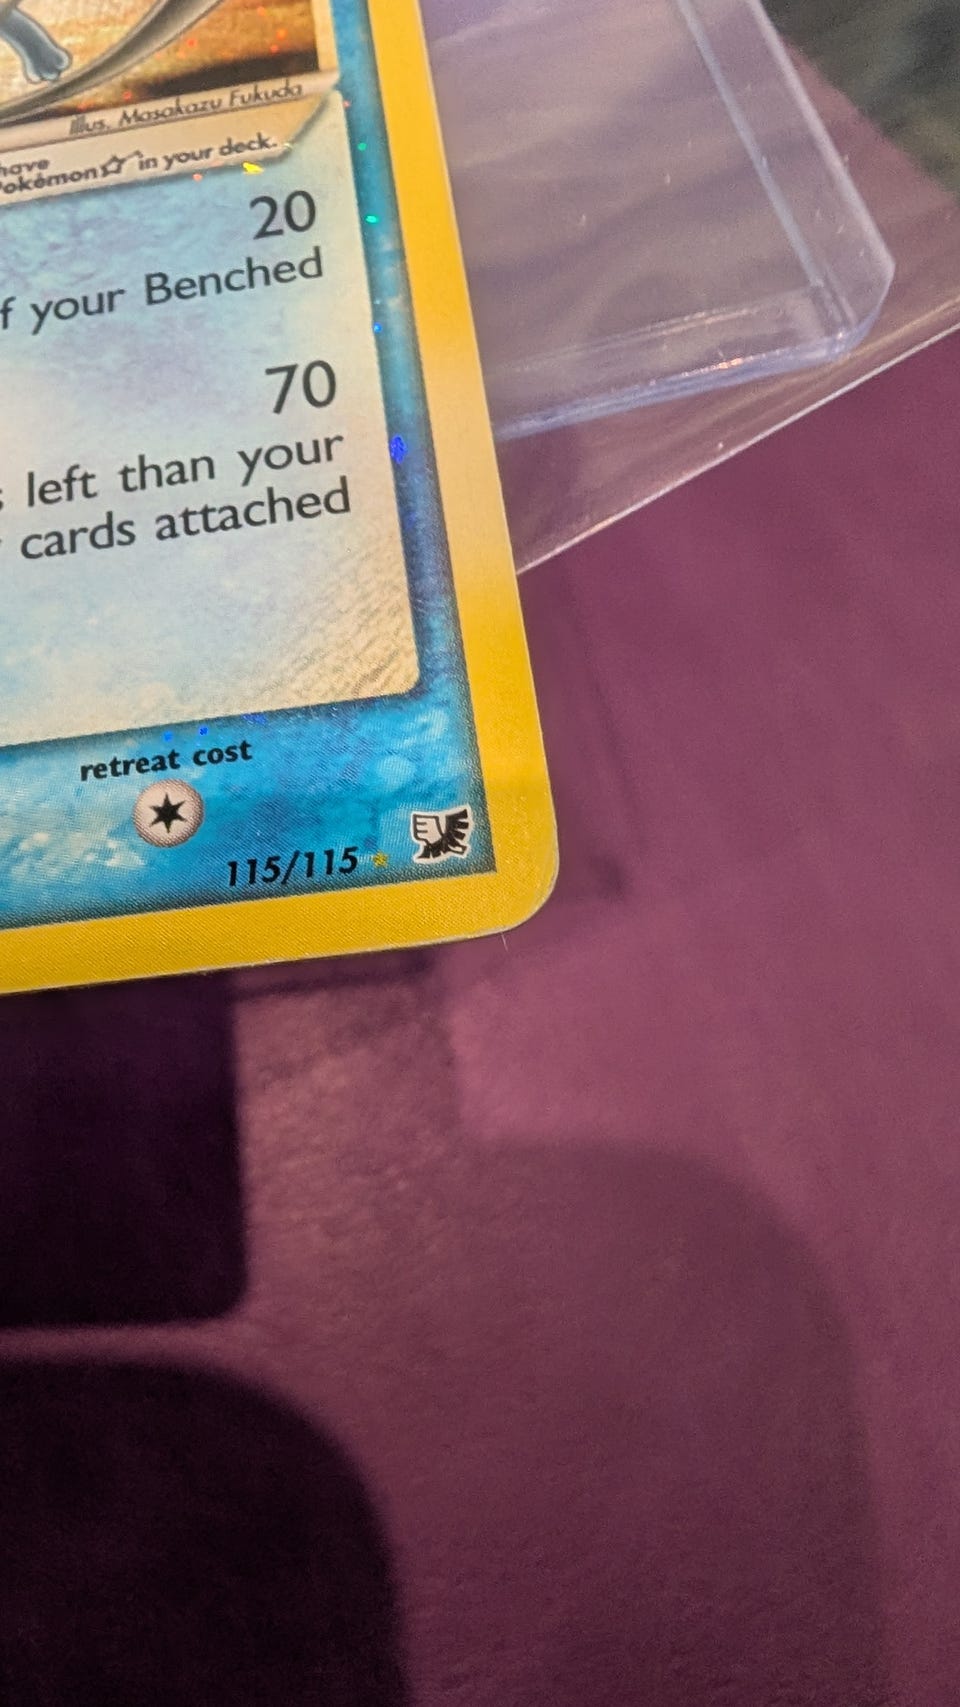 Illus. Masakazu Fukuda
have
Pokémon☆ in your deck.
20
f your Benched
70
left than your
cards attached
retreat cost
115/115
EX